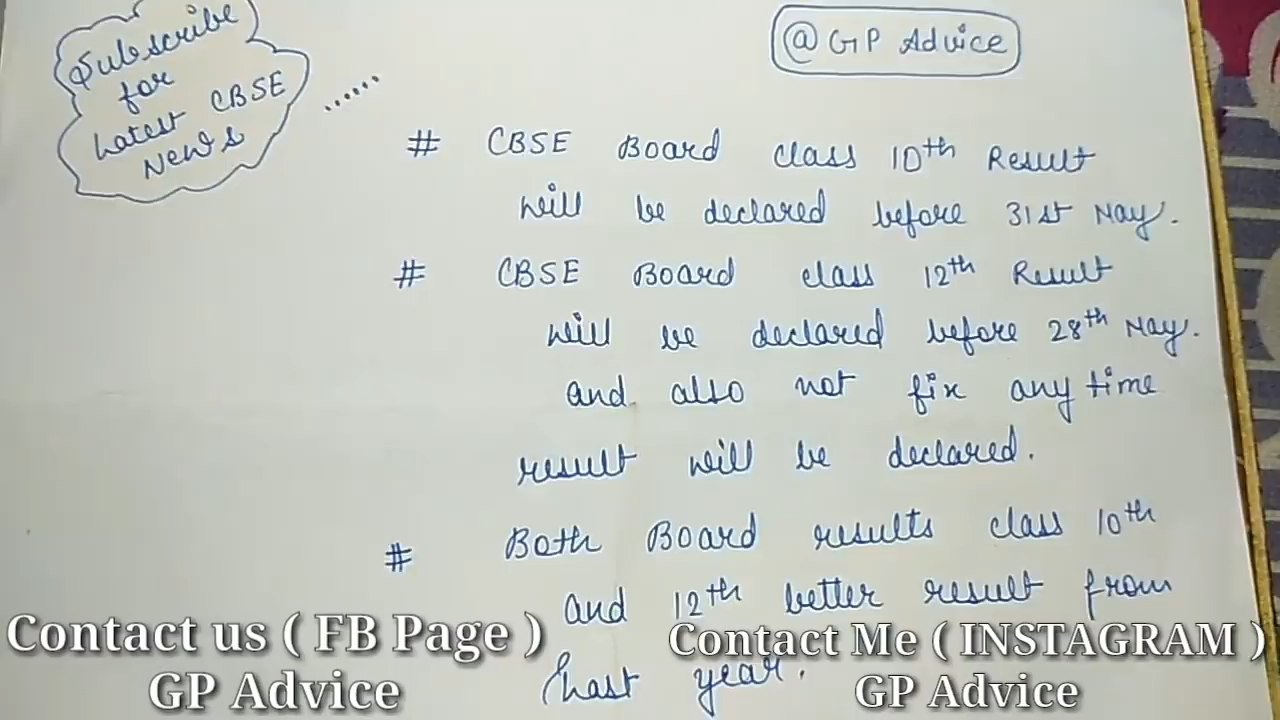 Subscribe
for
Latest CBSE
News
......
@ GP Advice
# CBSE Board class 10th Result
will be declared before 31st May.
# CBSE Board class 12th Result
will be declared before 28th May.
and also not fix any time
result will be declared.
# Both Board results class 10th
and 12th better result from
Last year.
Contact us ( FB Page )
GP Advice
Contact Me ( INSTAGRAM )
GP Advice